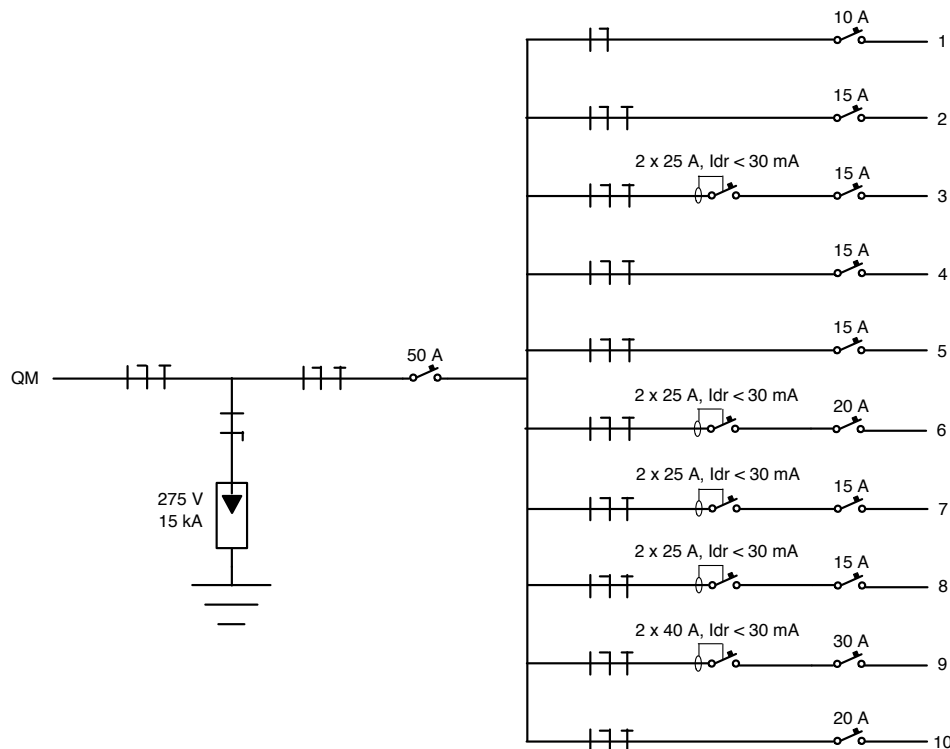 10 A
1
15 A
2
2 x 25 A, Idr < 30 mA
15 A
3
15 A
4
15 A
5
50 A
QM
2 x 25 A, Idr < 30 mA
20 A
6
275 V
15 kA
2 x 25 A, Idr < 30 mA
15 A
7
2 x 25 A, Idr < 30 mA
15 A
8
2 x 40 A, Idr < 30 mA
30 A
9
20 A
10